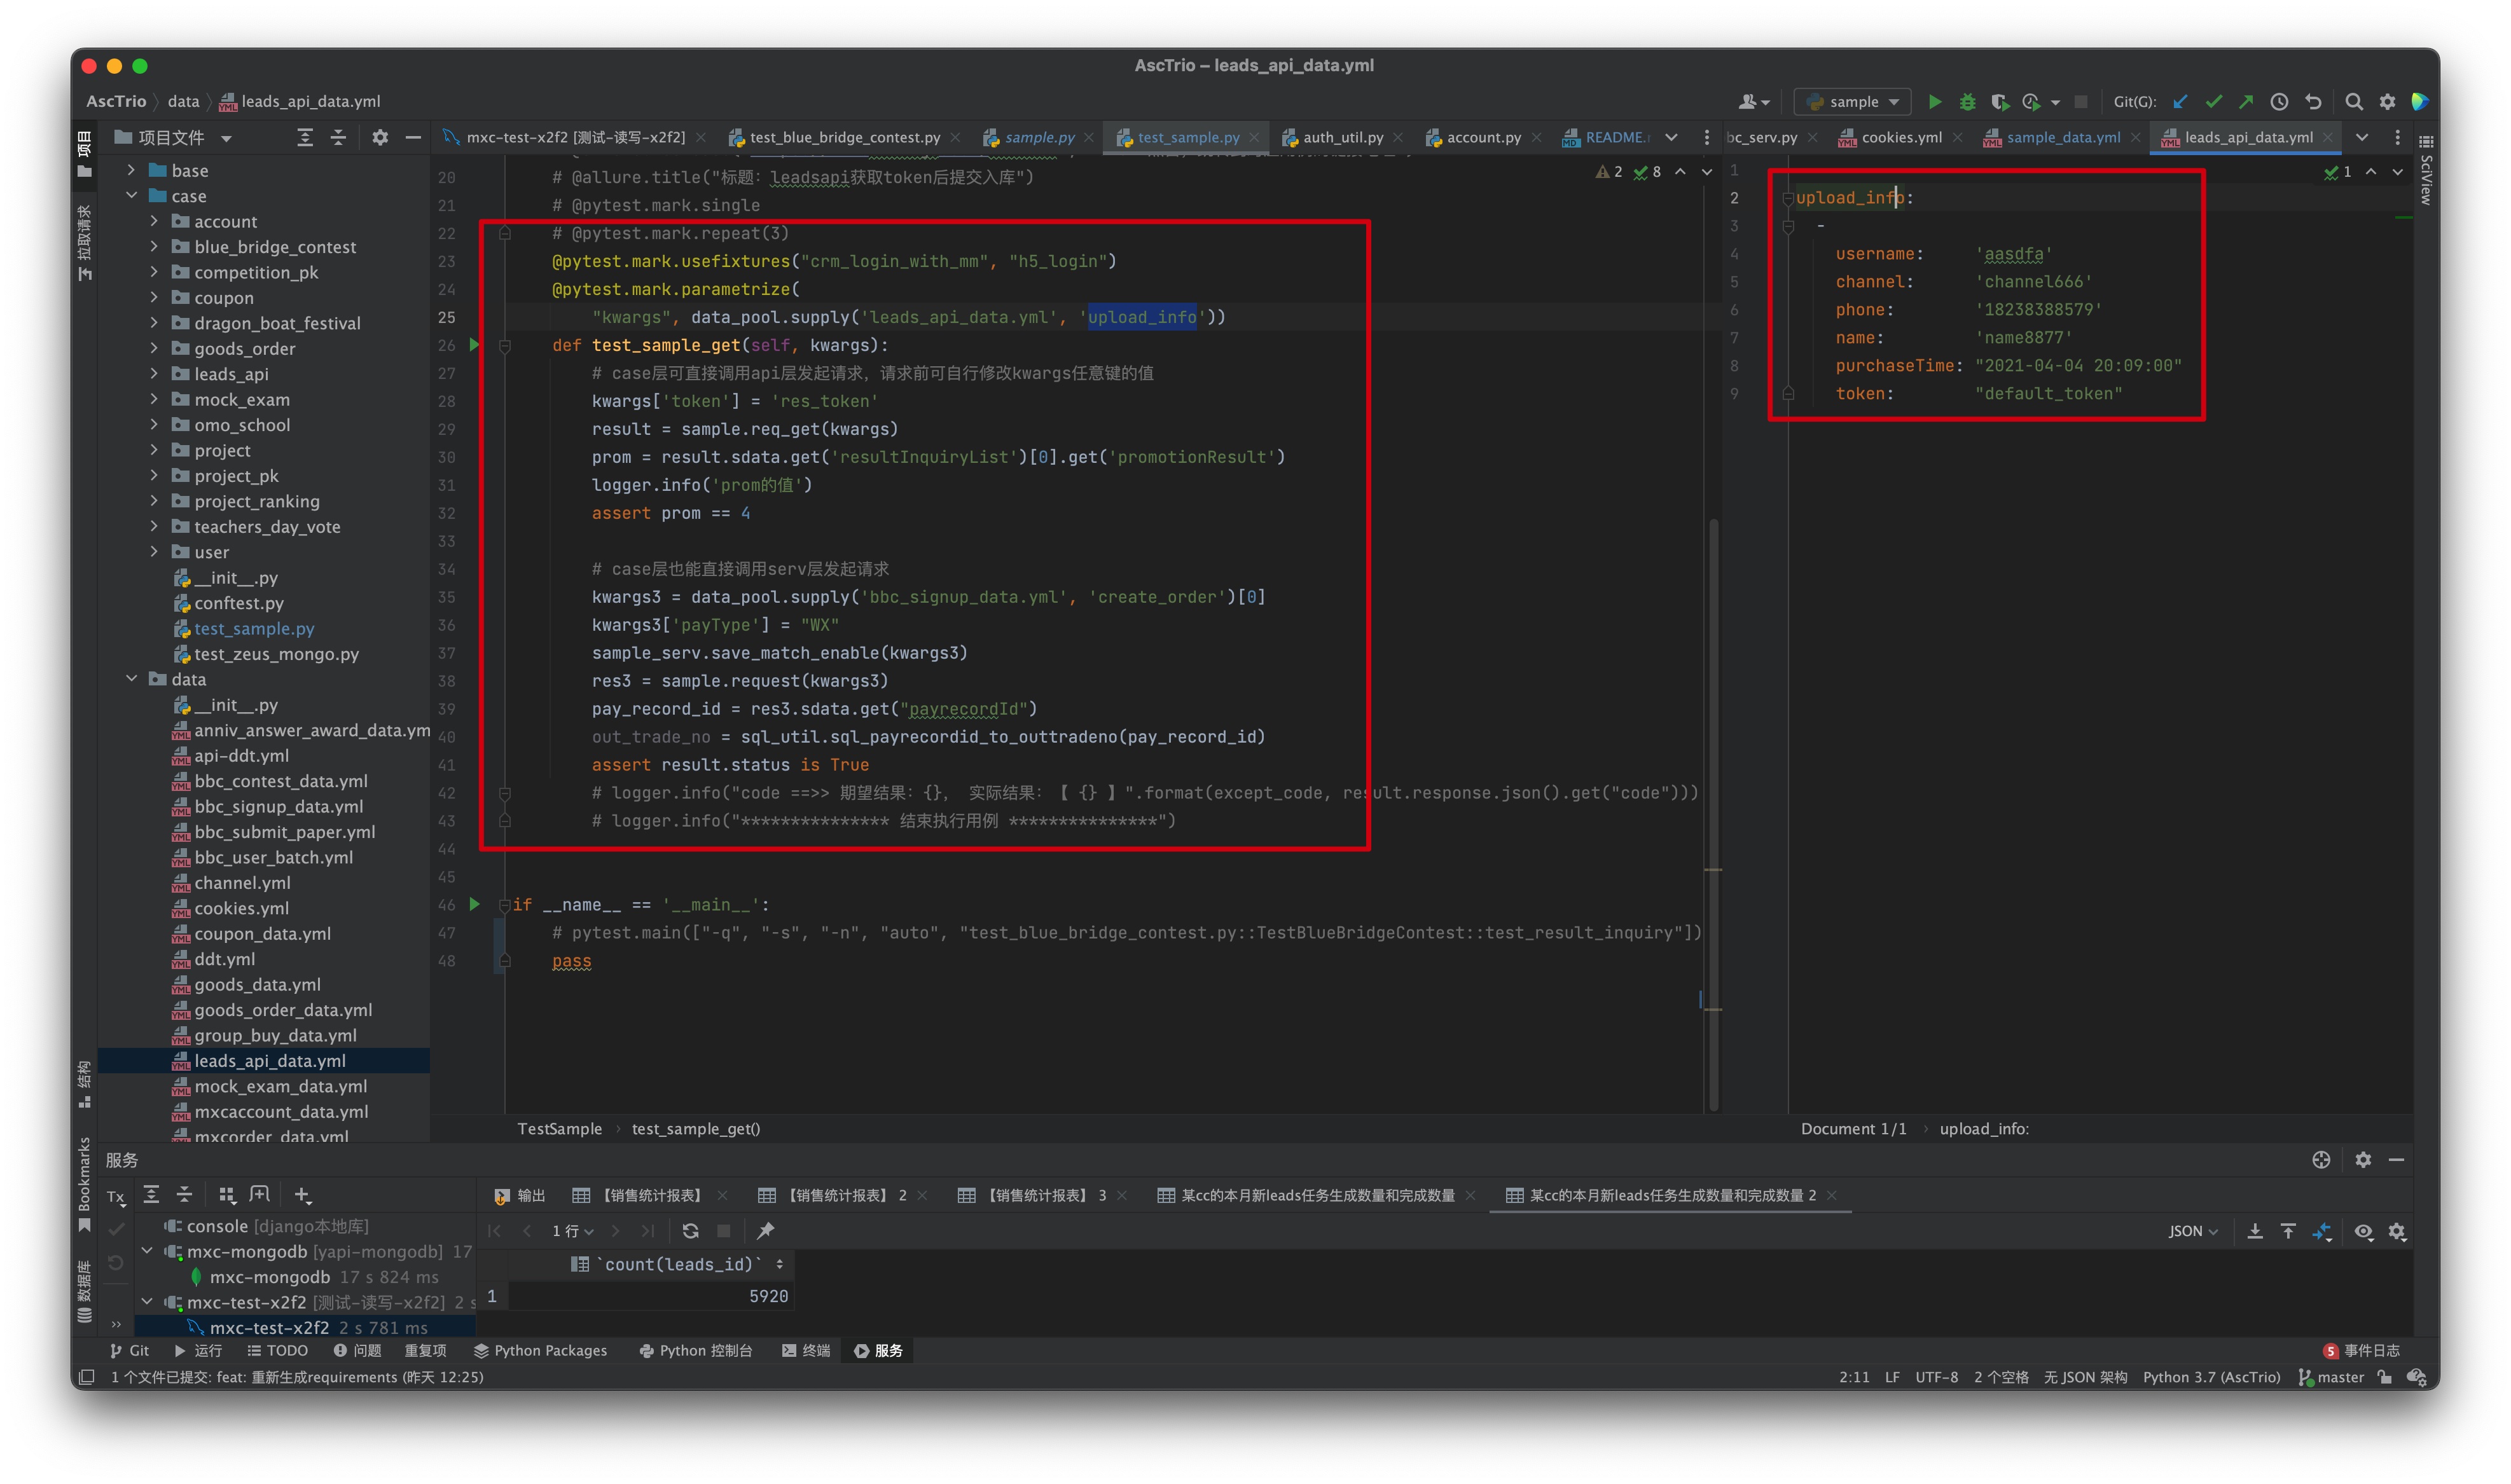 AscTrio – leads_api_data.yml
AscTrio 〉 data 〉 leads_api_data.yml
sample
Git(G):
项目
项目文件
mxc-test-x2f2 [测试-读写-x2f2]
test_blue_bridge_contest.py
sample.py
test_sample.py
auth_util.py
account.py
README.
bc_serv.py
cookies.yml
sample_data.yml
leads_api_data.yml
SciView
拉取请求
结构
Bookmarks
数据库
base
case
account
blue_bridge_contest
competition_pk
coupon
dragon_boat_festival
goods_order
leads_api
mock_exam
omo_school
project
project_pk
project_ranking
teachers_day_vote
user
__init__.py
conftest.py
test_sample.py
test_zeus_mongo.py
data
__init__.py
anniv_answer_award_data.ym
api-ddt.yml
bbc_contest_data.yml
bbc_signup_data.yml
bbc_submit_paper.yml
bbc_user_batch.yml
channel.yml
cookies.yml
coupon_data.yml
ddt.yml
goods_data.yml
goods_order_data.yml
group_buy_data.yml
leads_api_data.yml
mock_exam_data.yml
mxcaccount_data.yml
mxcorder_data.yml
2 8
20 # @allure.title("标题: leadsapi获取token后提交入库")
21 # @pytest.mark.single
22 # @pytest.mark.repeat(3)
23 @pytest.mark.usefixtures("crm_login_with_mm", "h5_login")
24 @pytest.mark.parametrize(
25 "kwargs", data_pool.supply('leads_api_data.yml', 'upload_info'))
26 def test_sample_get(self, kwargs):
27 # case层可直接调用api层发起请求，请求前可自行修改kwargs任意键的值
28 kwargs['token'] = 'res_token'
29 result = sample.req_get(kwargs)
30 prom = result.sdata.get('resultInquiryList')[0].get('promotionResult')
31 logger.info('prom的值')
32 assert prom == 4
33
34 # case层也能直接调用serv层发起请求
35 kwargs3 = data_pool.supply('bbc_signup_data.yml', 'create_order')[0]
36 kwargs3['payType'] = "WX"
37 sample_serv.save_match_enable(kwargs3)
38 res3 = sample.request(kwargs3)
39 pay_record_id = res3.sdata.get("payrecordId")
40 out_trade_no = sql_util.sql_payrecordid_to_outtradeno(pay_record_id)
41 assert result.status is True
42 # logger.info("code ==>> 期望结果: {}， 实际结果: 【 {} 】".format(except_code, result.response.json().get("code")))
43 # logger.info("*************** 结束执行用例 ***************")
44
45
46 if __name__ == '__main__':
47 # pytest.main(["-q", "-s", "-n", "auto", "test_blue_bridge_contest.py::TestBlueBridgeContest::test_result_inquiry"])
48 pass
TestSample › test_sample_get()
1
1
2 upload_info:
3 -
4 username: 'aasdfa'
5 channel: 'channel666'
6 phone: '18238388579'
7 name: 'name8877'
8 purchaseTime: "2021-04-04 20:09:00"
9 token: "default_token"
Document 1/1 › upload_info:
服务
Tx
console [django本地库]
mxc-mongodb [yapi-mongodb] 17
mxc-mongodb 17 s 824 ms
mxc-test-x2f2 [测试-读写-x2f2] 2 s
mxc-test-x2f2 2 s 781 ms
输出
【销售统计报表】
【销售统计报表】 2
【销售统计报表】 3
某cc的本月新leads任务生成数量和完成数量
某cc的本月新leads任务生成数量和完成数量 2
1 行
JSON
`count(leads_id)`
1 5920
Git
运行
TODO
问题
重复项
Python Packages
Python 控制台
终端
服务
5 事件日志
1 个文件已提交: feat: 重新生成requirements (昨天 12:25)
2:11 LF UTF-8 2 个空格 无 JSON 架构 Python 3.7 (AscTrio) master